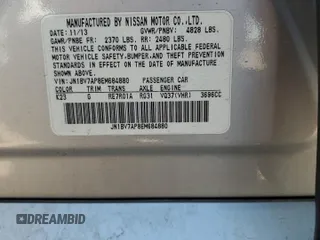 MANUFACTURED BY NISSAN MOTOR CO.,LTD.
DATE: 11/13 GVWR/PNBV: 4828 LBS.
GAWR/PNBE FR: 2370 LBS. RR: 2480 LBS.
THIS VEHICLE CONFORMS TO ALL APPLICABLE FEDERAL
MOTOR VEHICLE SAFETY,BUMPER,AND THEFT PREVENTION
STANDARDS IN EFFECT ON THE DATE OF MANUFACTURE
SHOWN ABOVE.
VIN: JN1BV7AP8EM684880 PASSENGER CAR
COLOR TRIM TRANS AXLE ENGINE
K23 G RE7R01A RG31 VQ37(VHR) 3696CC
JN1BV7AP8EM684880
DREAMBID